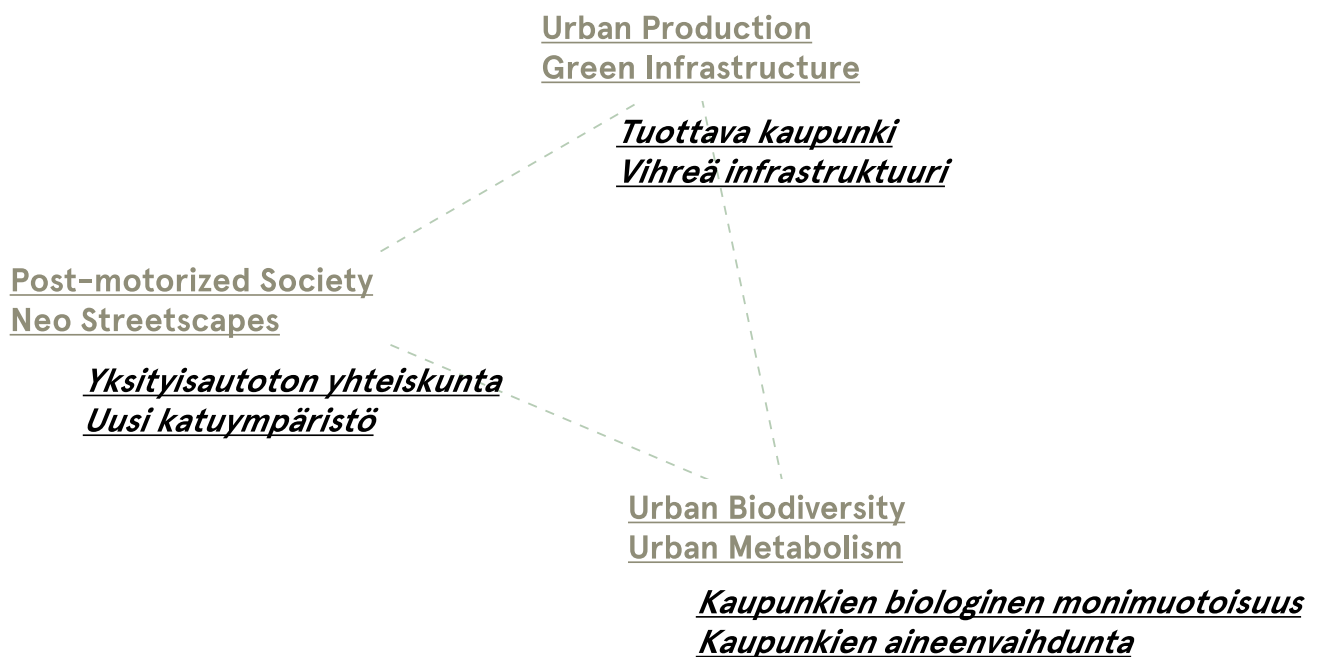 Urban Production
Green Infrastructure
Tuottava kaupunki
Vihreä infrastruktuuri
Post-motorized Society
Neo Streetscapes
Yksityisautoton yhteiskunta
Uusi katuympäristö
Urban Biodiversity
Urban Metabolism
Kaupunkien biologinen monimuotoisuus
Kaupunkien aineenvaihdunta